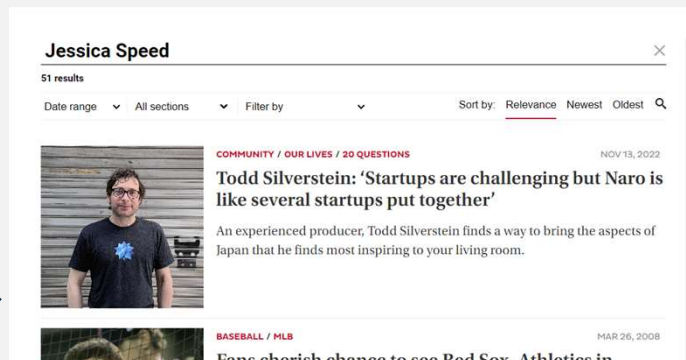 Jessica Speed
51 results
Date range All sections Filter by Sort by: Relevance Newest Oldest
COMMUNITY / OUR LIVES / 20 QUESTIONS NOV 13, 2022
Todd Silverstein: ‘Startups are challenging but Naro is
like several startups put together’
An experienced producer, Todd Silverstein finds a way to bring the aspects of
Japan that he finds most inspiring to your living room.
BASEBALL / MLB MAR 26, 2008
Fans cherish chance to see Red Sox, Athletics in